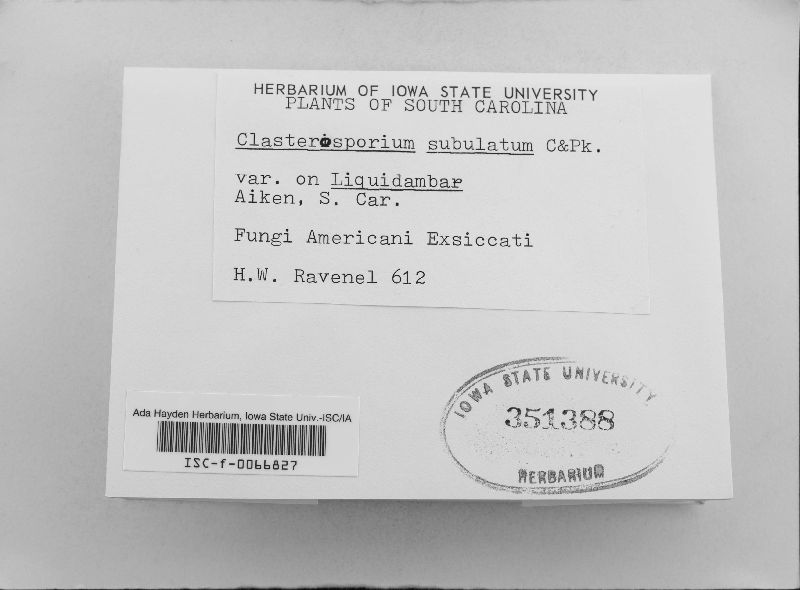 HERBARIUM OF IOWA STATE UNIVERSITY
PLANTS OF SOUTH CAROLINA
Clasterosporium subulatum C&Pk.
var. on Liquidambar
Aiken, S. Car.
Fungi Americani Exsiccati
H.W. Ravenel 612
Ada Hayden Herbarium, Iowa State Univ.-ISC/IA
ISC-f-0066827
IOWA STATE UNIVERSITY
351388
HERBARIUM